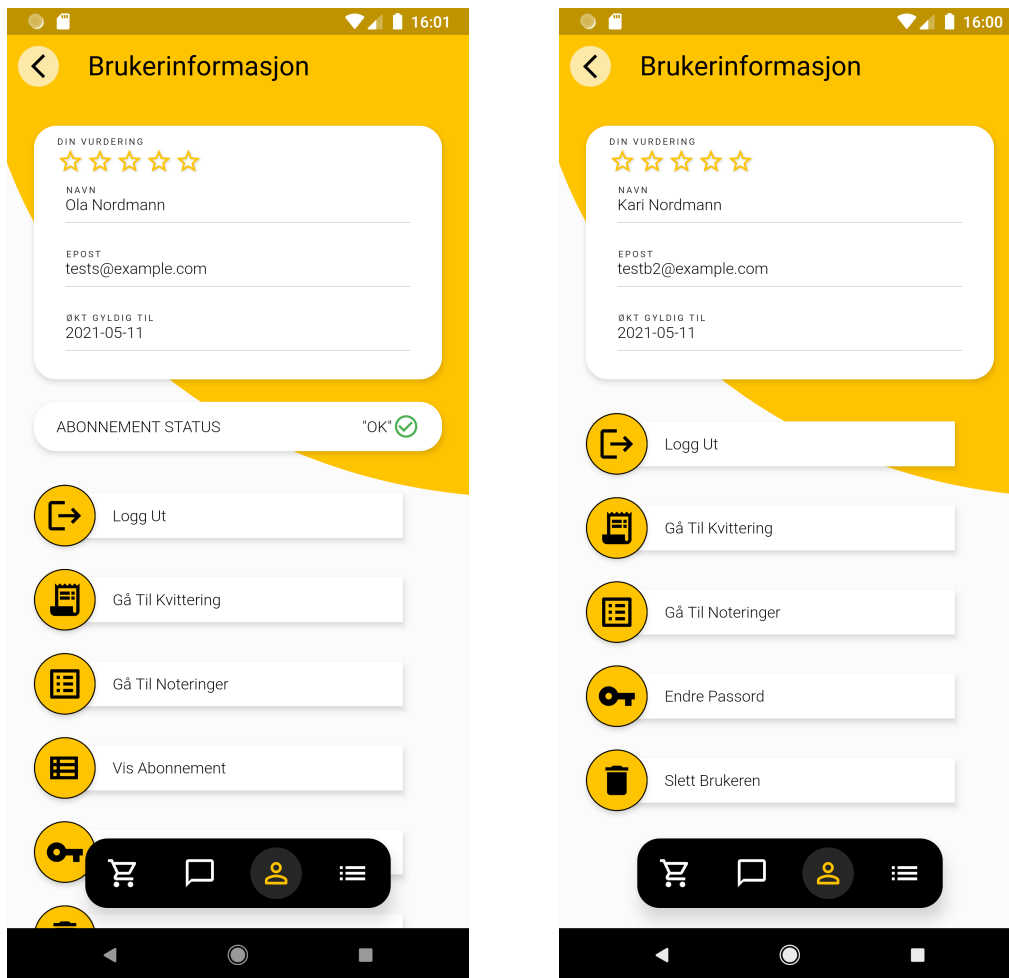 16:01
Brukerinformasjon
DIN VURDERING
NAVN
Ola Nordmann
EPOST
tests@example.com
ØKT GYLDIG TIL
2021-05-11
ABONNEMENT STATUS "OK"
Logg Ut
Gå Til Kvittering
Gå Til Noteringer
Vis Abonnement
16:00
Brukerinformasjon
DIN VURDERING
NAVN
Kari Nordmann
EPOST
testb2@example.com
ØKT GYLDIG TIL
2021-05-11
Logg Ut
Gå Til Kvittering
Gå Til Noteringer
Endre Passord
Slett Brukeren